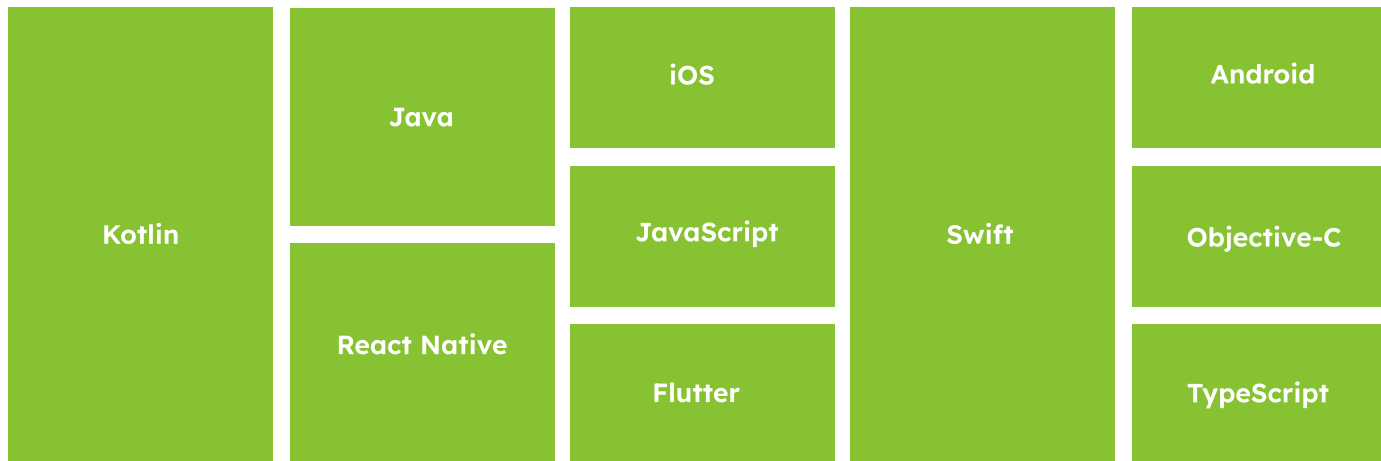 Kotlin
Java
React Native
iOS
JavaScript
Flutter
Swift
Android
Objective-C
TypeScript